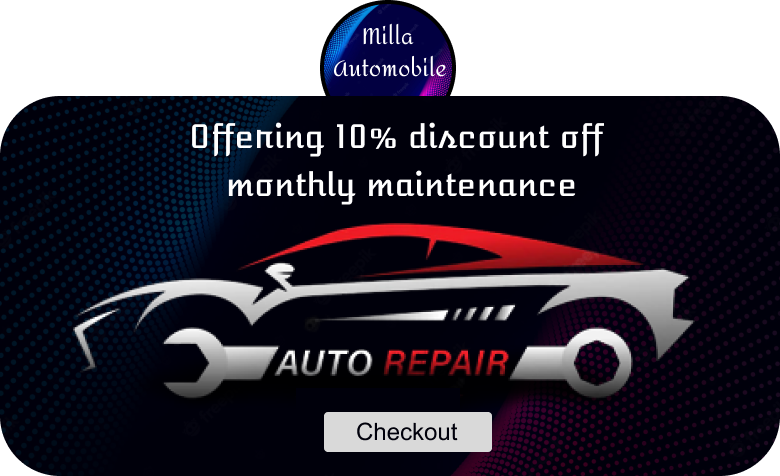 Milla
Automobile
Offering 10% discount off
monthly maintenance
AUTO REPAIR
Checkout